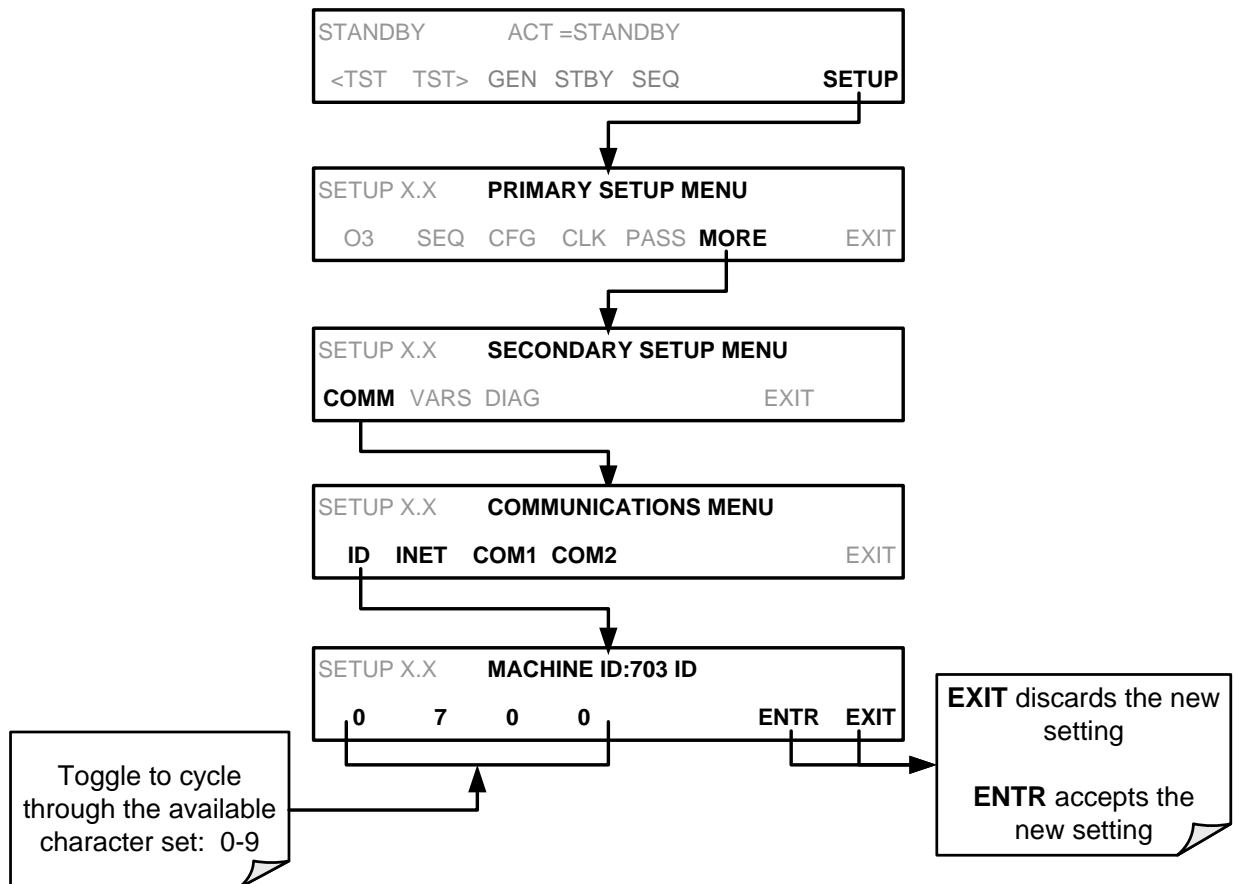 STANDBY ACT =STANDBY
<TST TST> GEN STBY SEQ SETUP
SETUP X.X PRIMARY SETUP MENU
O3 SEQ CFG CLK PASS MORE EXIT
SETUP X.X SECONDARY SETUP MENU
COMM VARS DIAG EXIT
SETUP X.X COMMUNICATIONS MENU
ID INET COM1 COM2 EXIT
SETUP X.X MACHINE ID:703 ID
0 7 0 0 ENTR EXIT
Toggle to cycle
through the available
character set: 0-9
EXIT discards the new
setting
ENTR accepts the
new setting